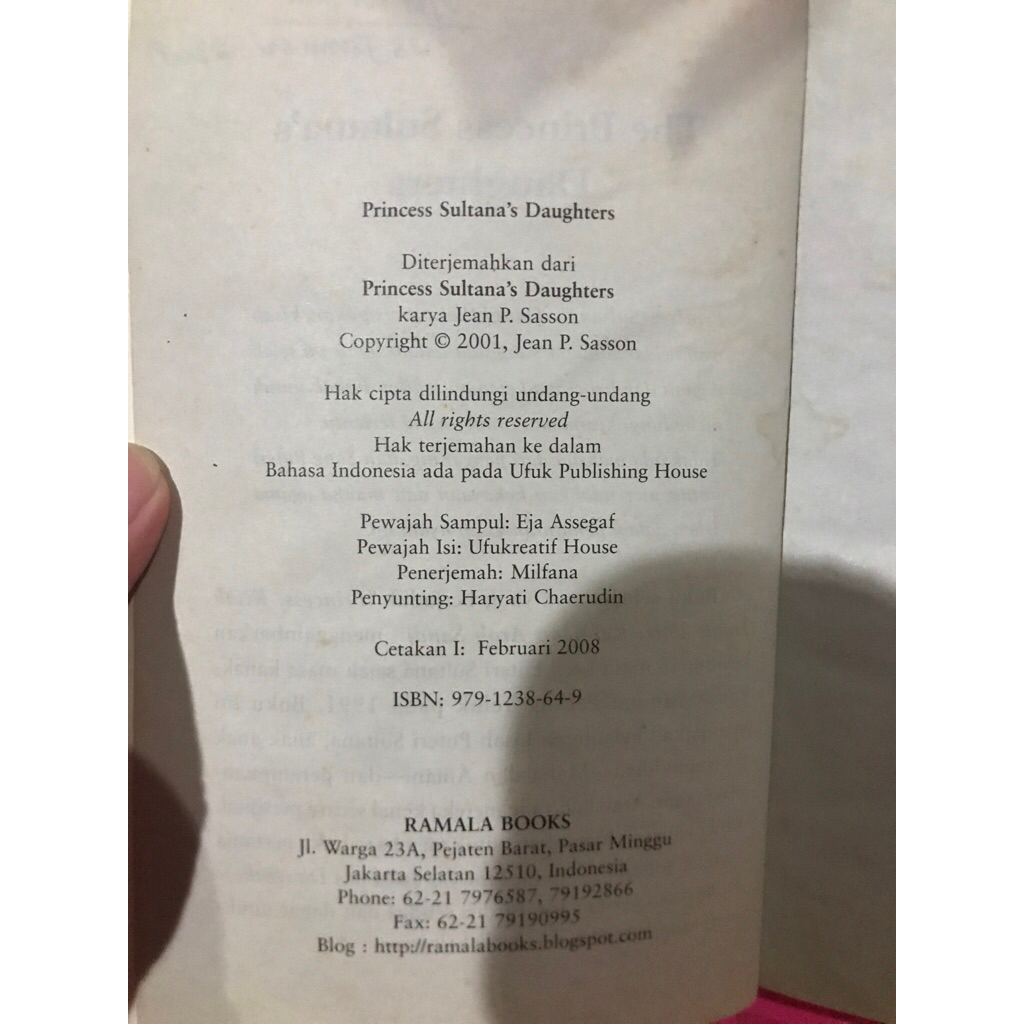 Princess Sultana's Daughters
Diterjemahkan dari
Princess Sultana's Daughters
karya Jean P. Sasson
Copyright © 2001, Jean P. Sasson
Hak cipta dilindungi undang-undang
All rights reserved
Hak terjemahan ke dalam
Bahasa Indonesia ada pada Ufuk Publishing House
Pewajah Sampul: Eja Assegaf
Pewajah Isi: Ufukreatif House
Penerjemah: Milfana
Penyunting: Haryati Chaerudin
Cetakan I: Februari 2008
ISBN: 979-1238-64-9
RAMALA BOOKS
Jl. Warga 23A, Pejaten Barat, Pasar Minggu
Jakarta Selatan 12510, Indonesia
Phone: 62-21 7976587, 79192866
Fax: 62-21 79190995
Blog : http://ramalabooks.blogspot.com